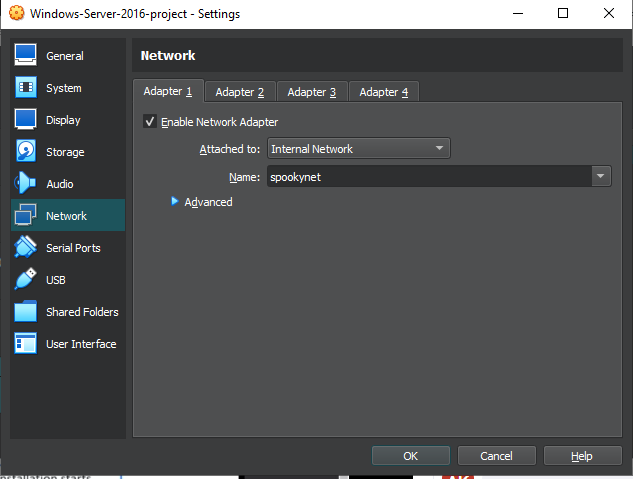 Windows-Server-2016-project - Settings
General
System
Display
Storage
Audio
Network
Serial Ports
USB
Shared Folders
User Interface
Network
Adapter 1 Adapter 2 Adapter 3 Adapter 4
Enable Network Adapter
Attached to: Internal Network
Name: spookynet
Advanced
OK Cancel Help